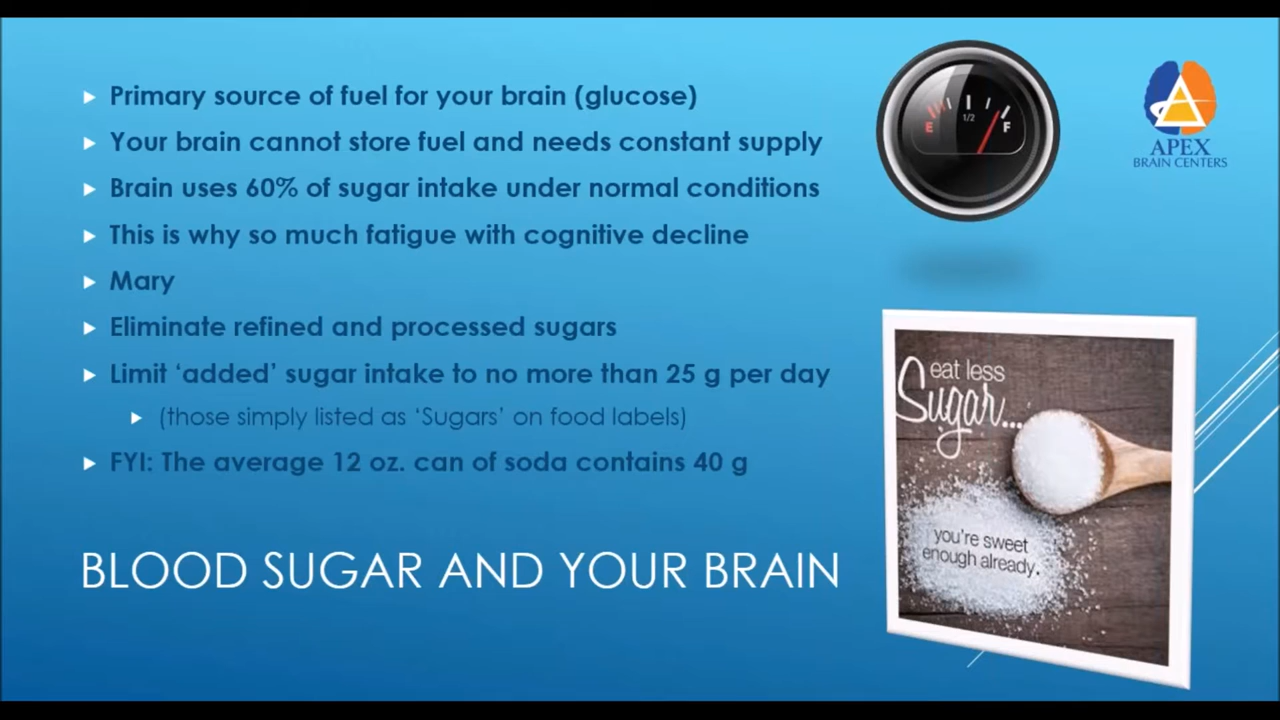 Primary source of fuel for your brain (glucose)
Your brain cannot store fuel and needs constant supply
Brain uses 60% of sugar intake under normal conditions
This is why so much fatigue with cognitive decline
Mary
Eliminate refined and processed sugars
Limit ‘added’ sugar intake to no more than 25 g per day
(those simply listed as ‘Sugars’ on food labels)
FYI: The average 12 oz. can of soda contains 40 g
BLOOD SUGAR AND YOUR BRAIN
E 1/2 F
APEX
BRAIN CENTERS
eat less
Sugar...
you're sweet
enough already.